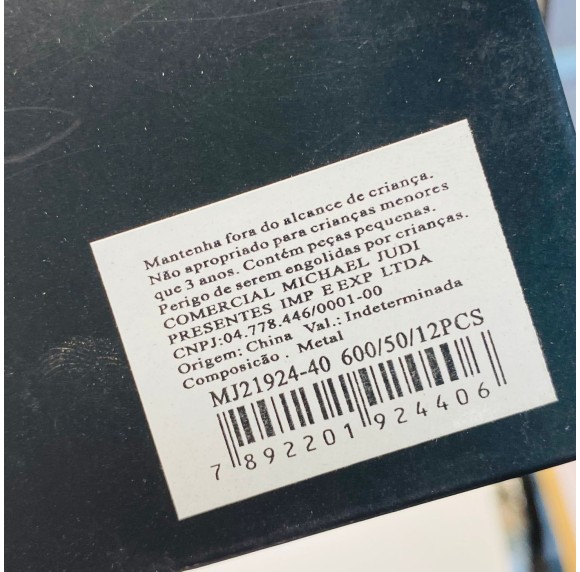 Mantenha fora do alcance de criança.
Não apropriado para crianças menores
que 3 anos. Contém peças pequenas.
Perigo de serem engolidas por crianças.
COMERCIAL MICHAEL JUDI
PRESENTES IMP E EXP LTDA
CNPJ:04.778.446/0001-00
Origem: China Val.: Indeterminada
Composicão . Metal
MJ21924-40 600/50/12PCS
7 892201 924406